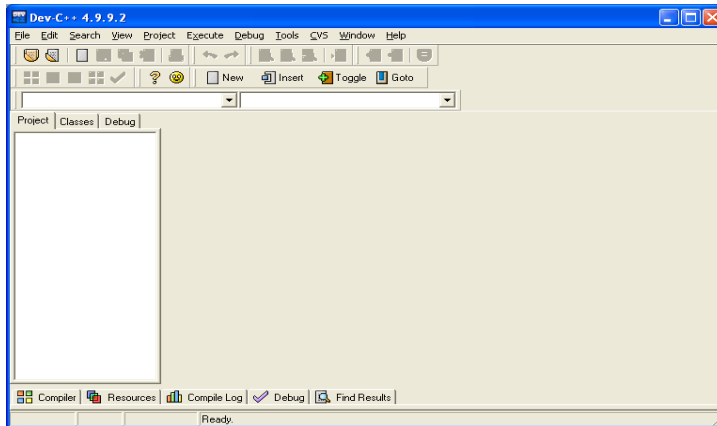 Dev-C++ 4.9.9.2
File Edit Search View Project Execute Debug Tools CVS Window Help
New Insert Toggle Goto
Project Classes Debug
Compiler Resources Compile Log Debug Find Results
Ready.